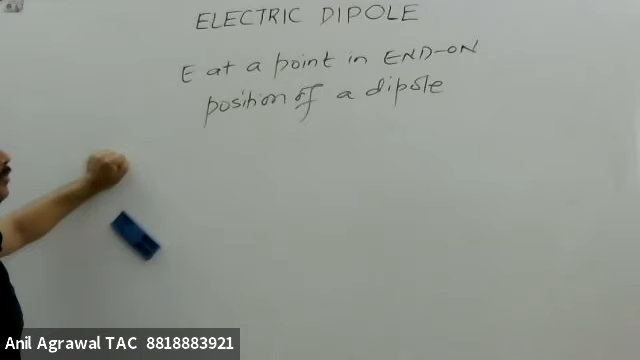 ELECTRIC DIPOLE
E at a point in END-ON
position of a dipole
Anil Agrawal TAC 8818883921